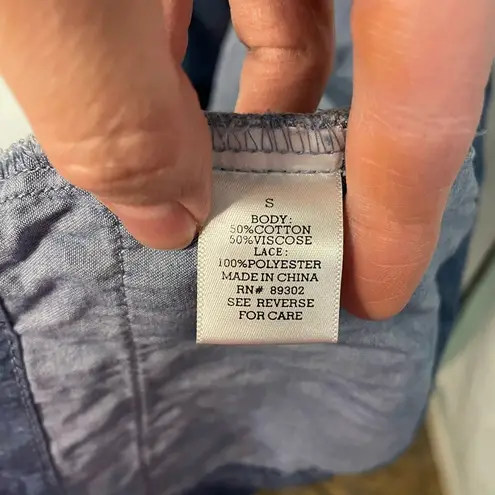 S
BODY:
50%COTTON
50%VISCOSE
LACE:
100%POLYESTER
MADE IN CHINA
RN# 89302
SEE REVERSE
FOR CARE